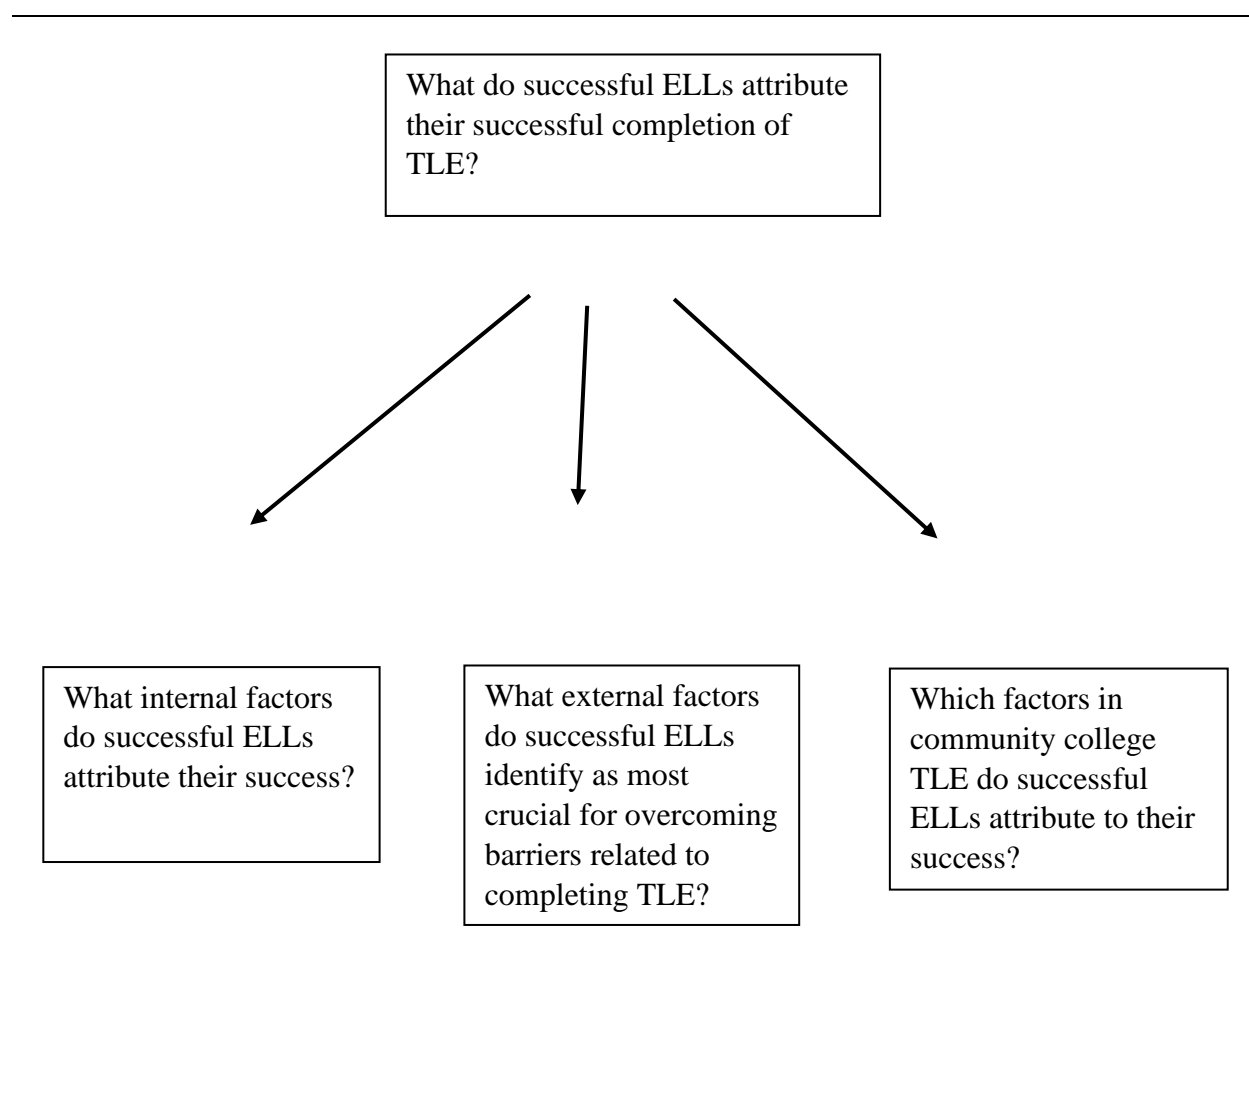 What do successful ELLs attribute
their successful completion of
TLE?
What internal factors
do successful ELLs
attribute their success?
What external factors
do successful ELLs
identify as most
crucial for overcoming
barriers related to
completing TLE?
Which factors in
community college
TLE do successful
ELLs attribute to their
success?